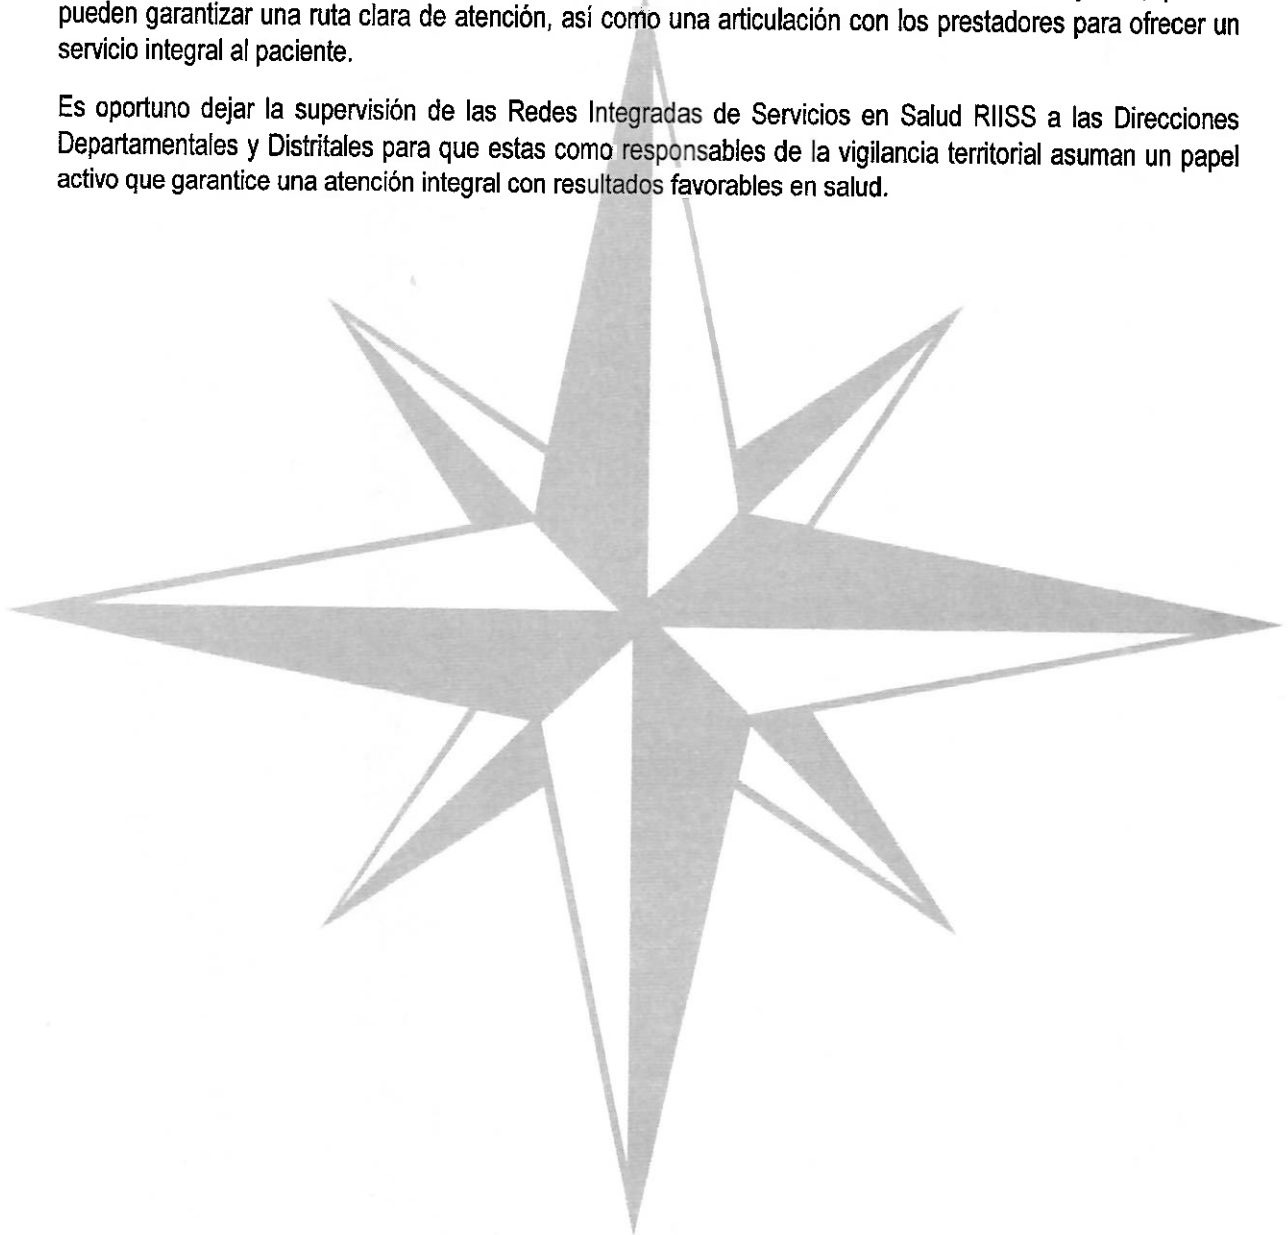 pueden garantizar una ruta clara de atención, así como una articulación con los prestadores para ofrecer un
servicio integral al paciente.
Es oportuno dejar la supervisión de las Redes Integradas de Servicios en Salud RIISS a las Direcciones
Departamentales y Distritales para que estas como responsables de la vigilancia territorial asuman un papel
activo que garantice una atención integral con resultados favorables en salud.